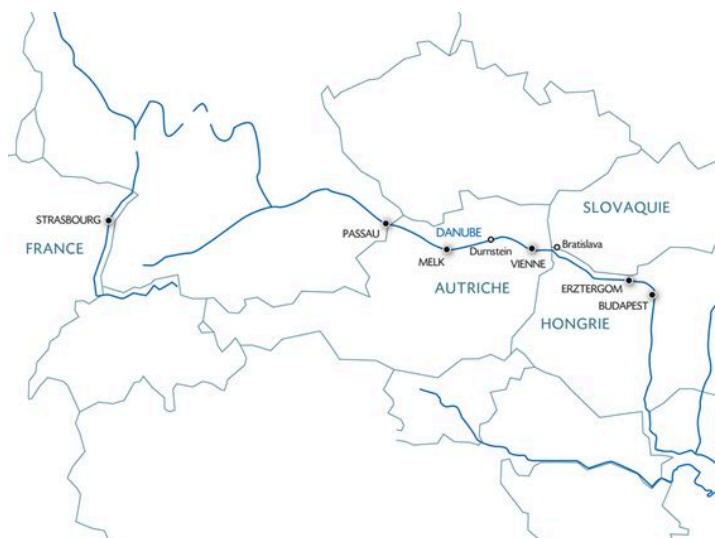 STRASBOURG
FRANCE
PASSAU
MELK
DANUBE
Durnstein
VIENNE
AUTRICHE
Bratislava
SLOVAQUIE
ERZTERGOM
BUDAPEST
HONGRIE